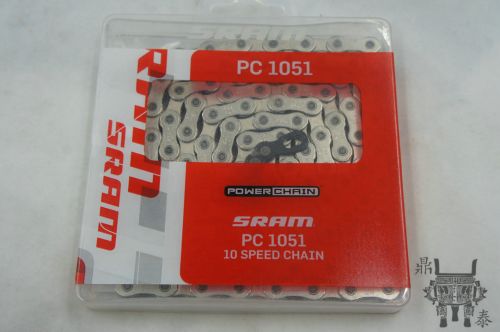 SRAM
PC 1051
SRAM
POWERCHAIN
SRAM
PC 1051
10 SPEED CHAIN
鼎
泰